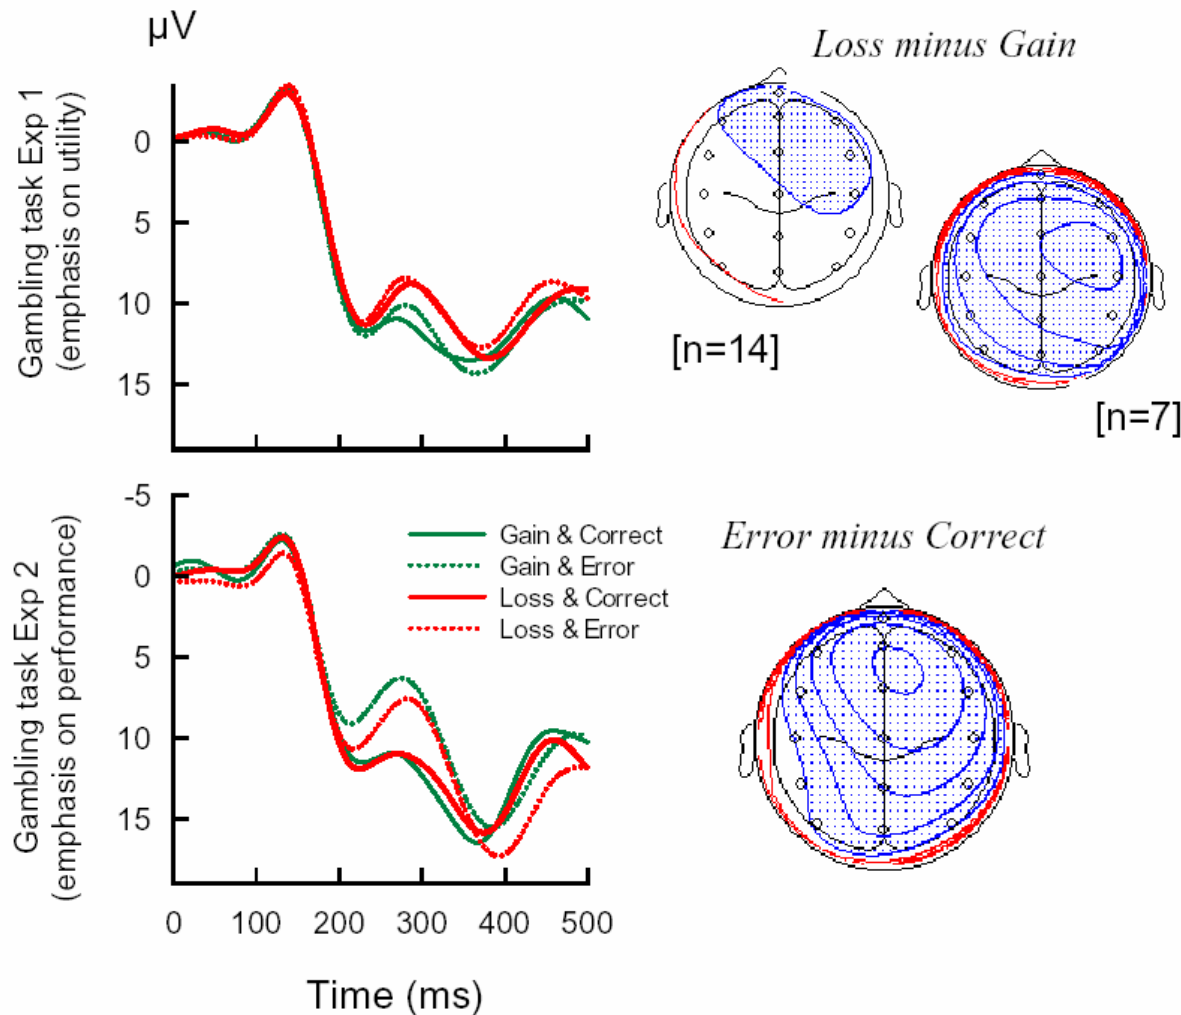 µV
Loss minus Gain
Gambling task Exp 1
(emphasis on utility)
0
5
10
15
[n=14]
[n=7]
Gambling task Exp 2
(emphasis on performance)
-5
0
5
10
15
Gain & Correct
Gain & Error
Loss & Correct
Loss & Error
Error minus Correct
0 100 200 300 400 500
Time (ms)